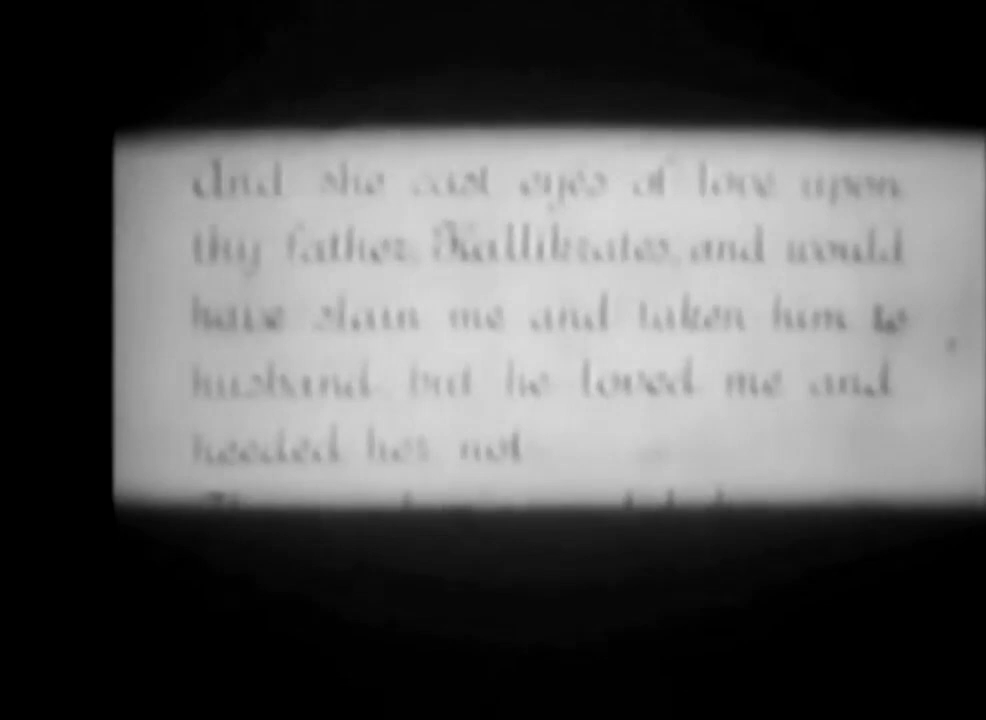 And she cast eyes of love upon
thy father, Kallikrates, and would
have slain me and taken him to
husband but he loved me and
heeded her not